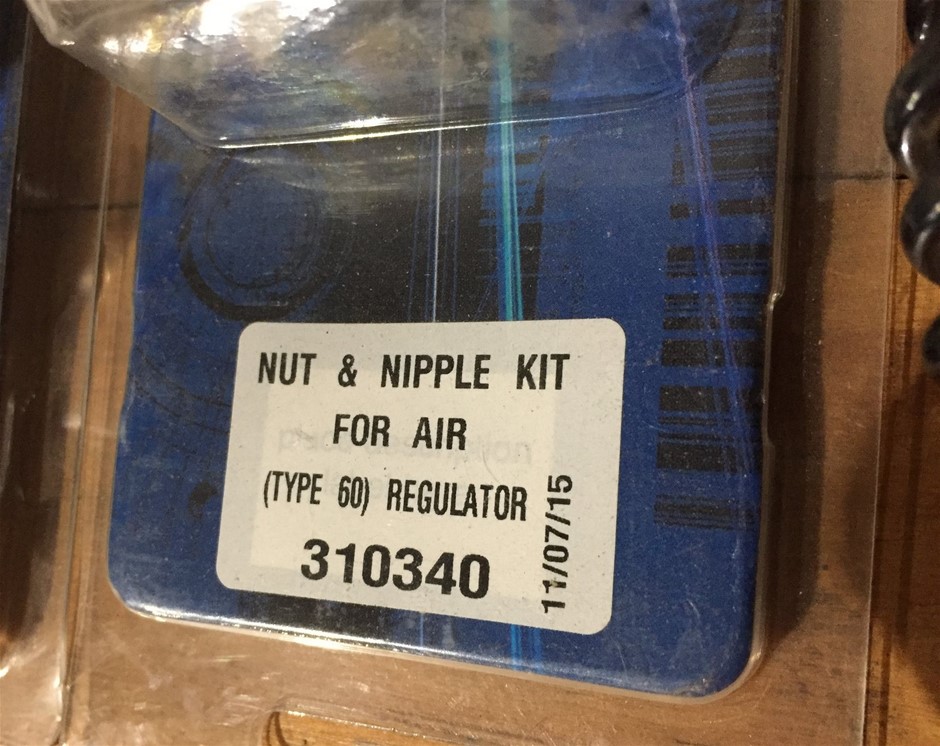 NUT & NIPPLE KIT
FOR AIR
(TYPE 60) REGULATOR
310340
11/07/15